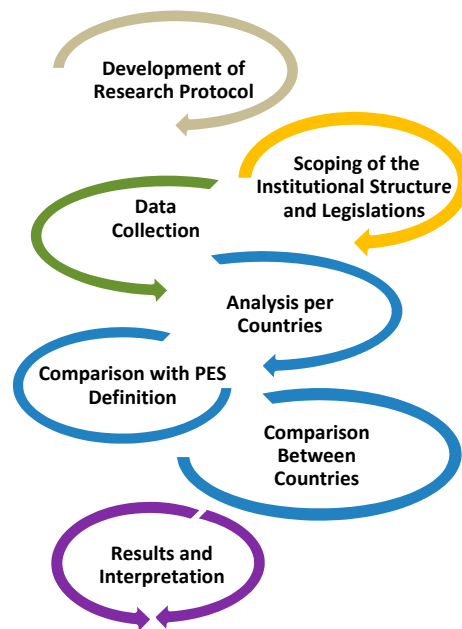 Development of
Research Protocol
Scoping of the
Institutional Structure
and Legislations
Data
Collection
Analysis per
Countries
Comparison with PES
Definition
Comparison
Between
Countries
Results and
Interpretation